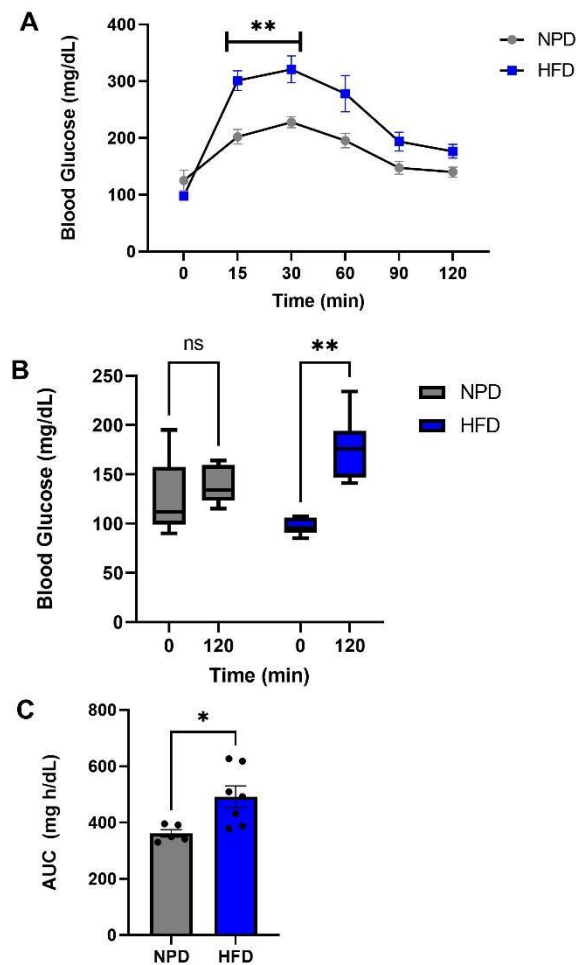 A
**
NPD
HFD
Blood Glucose (mg/dL)
400
300
200
100
0
0 15 30 60 90 120
Time (min)
B
ns
**
NPD
HFD
Blood Glucose (mg/dL)
250
200
150
100
50
0
0 120 0 120
Time (min)
C
*
AUC (mg h/dL)
800
600
400
200
0
NPD HFD